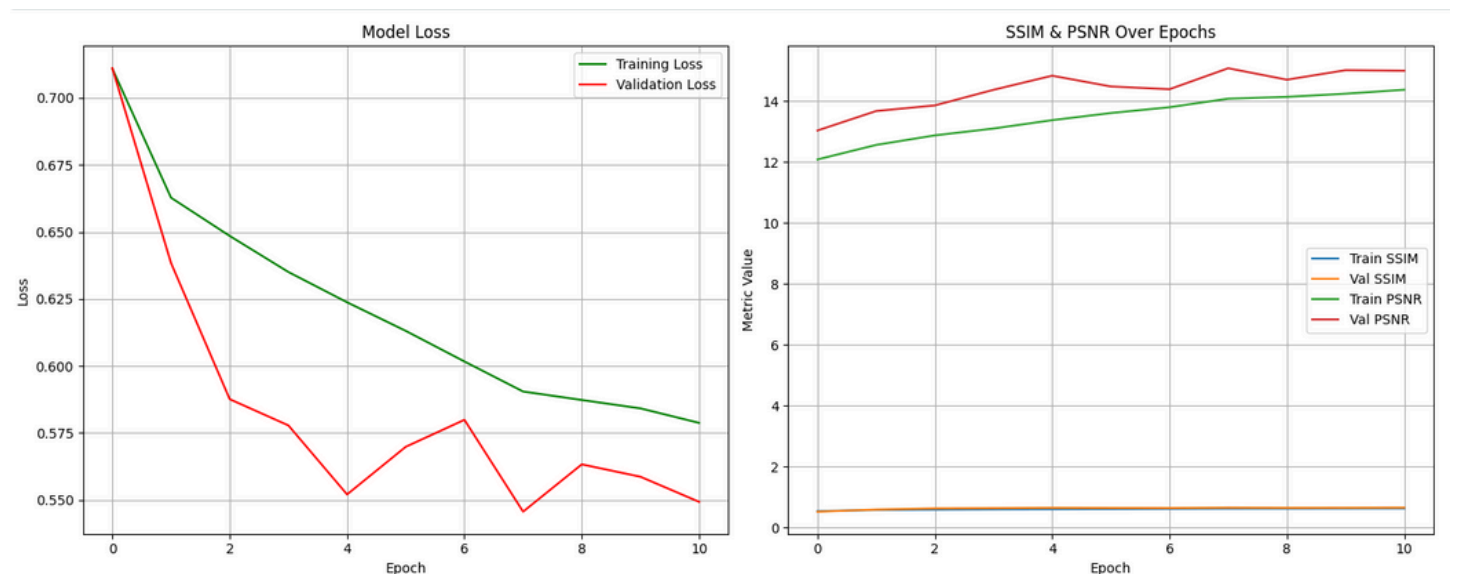 Model Loss
Training Loss
Validation Loss
0.700
0.675
0.650
0.625
0.600
0.575
0.550
Loss
0 2 4 6 8 10
Epoch
SSIM & PSNR Over Epochs
14
12
10
8
6
4
2
0
Metric Value
Train SSIM
Val SSIM
Train PSNR
Val PSNR
0 2 4 6 8 10
Epoch